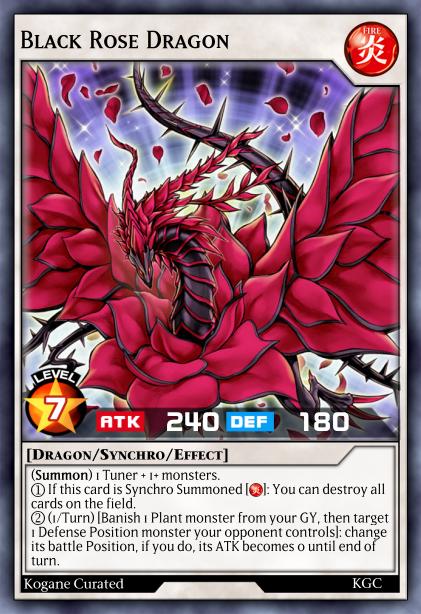 BLACK ROSE DRAGON
FIRE
炎
LEVEL
7
ATK 240 DEF 180
[DRAGON/SYNCHRO/EFFECT]
(Summon) 1 Tuner + 1+ monsters.
① If this card is Synchro Summoned [炎]: You can destroy all
cards on the field.
② (1/Turn) [Banish 1 Plant monster from your GY, then target
1 Defense Position monster your opponent controls]: change
its battle Position, if you do, its ATK becomes 0 until end of
turn.
Kogane Curated KGC